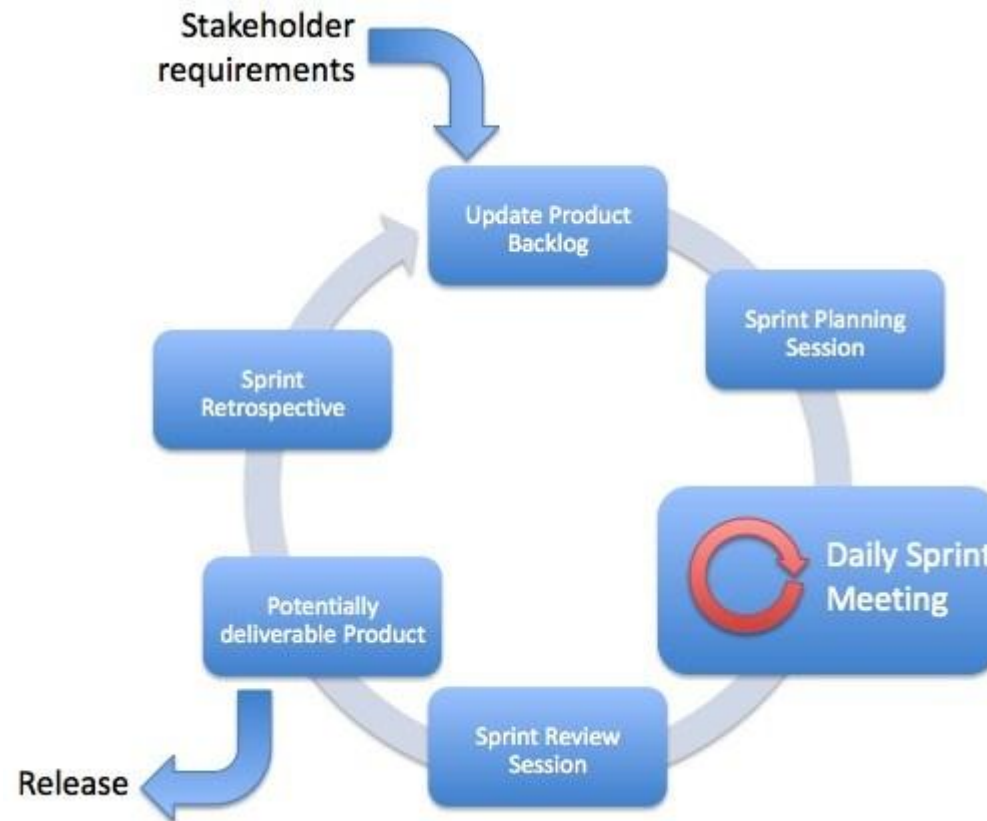 Stakeholder
requirements
Update Product
Backlog
Sprint Planning
Session
Daily Sprint
Meeting
Sprint Review
Session
Potentially
deliverable Product
Release
Sprint
Retrospective